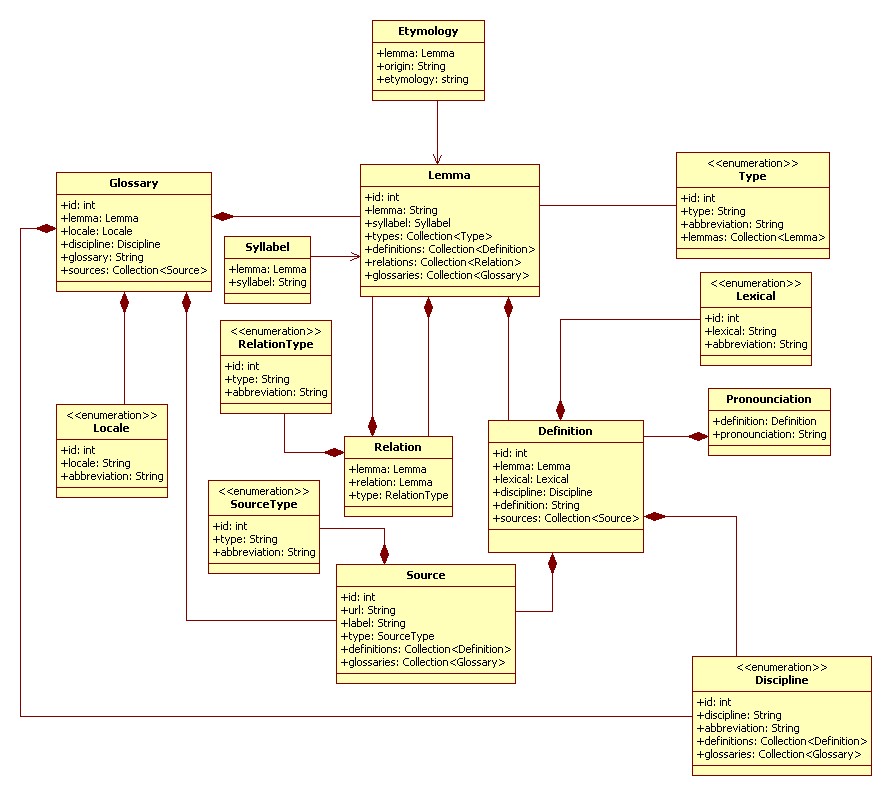 Etymology
+lemma: Lemma
+origin: String
+etymology: string
Glossary
+id: int
+lemma: Lemma
+locale: Locale
+discipline: Discipline
+glossary: String
+sources: Collection<Source>
Lemma
+id: int
+lemma: String
+syllabel: Syllabel
+types: Collection<Type>
+definitions: Collection<Definition>
+relations: Collection<Relation>
+glossaries: Collection<Glossary>
<<enumeration>>
Type
+id: int
+type: String
+abbreviation: String
+lemmas: Collection<Lemma>
Syllabel
+lemma: Lemma
+syllabel: String
<<enumeration>>
Lexical
+id: int
+lexical: String
+abbreviation: String
<<enumeration>>
RelationType
+id: int
+type: String
+abbreviation: String
<<enumeration>>
Locale
+id: int
+locale: String
+abbreviation: String
Relation
+lemma: Lemma
+relation: Lemma
+type: RelationType
Definition
+id: int
+lemma: Lemma
+lexical: Lexical
+discipline: Discipline
+definition: String
+sources: Collection<Source>
Pronounciation
+definition: Definition
+pronounciation: String
<<enumeration>>
SourceType
+id: int
+type: String
+abbreviation: String
Source
+id: int
+url: String
+label: String
+type: SourceType
+definitions: Collection<Definition>
+glossaries: Collection<Glossary>
<<enumeration>>
Discipline
+id: int
+discipline: String
+abbreviation: String
+definitions: Collection<Definition>
+glossaries: Collection<Glossary>